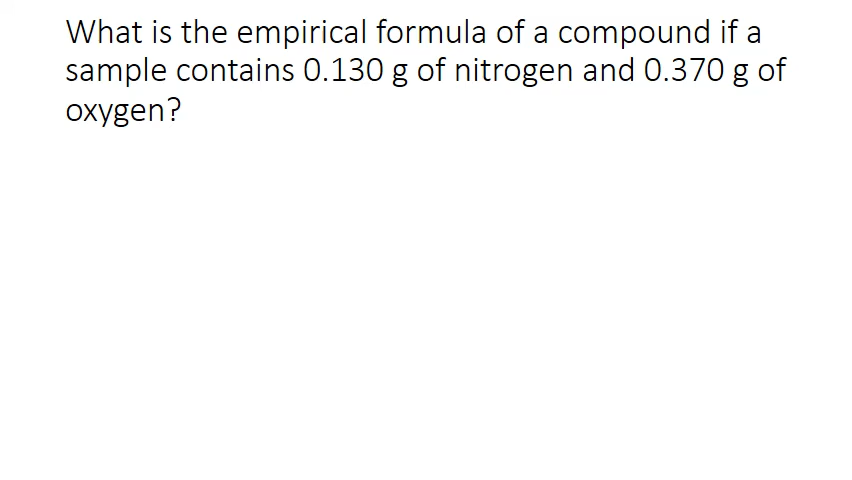 What is the empirical formula of a compound if a
sample contains 0.130 g of nitrogen and 0.370 g of
oxygen?